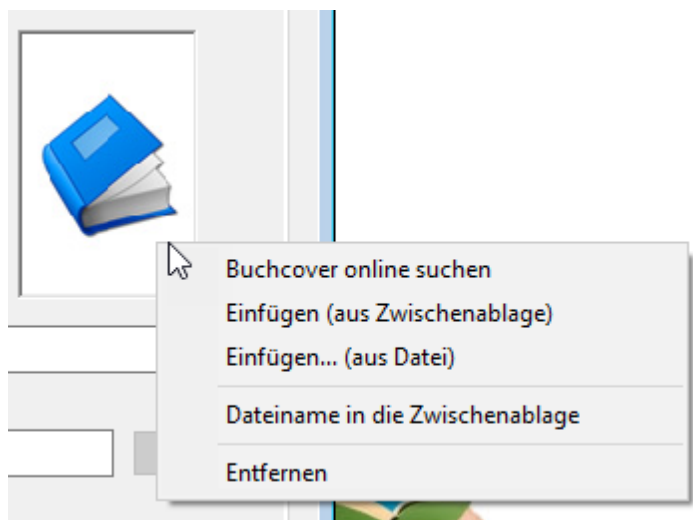 Buchcover online suchen
Einfügen (aus Zwischenablage)
Einfügen... (aus Datei)
Dateiname in die Zwischenablage
Entfernen